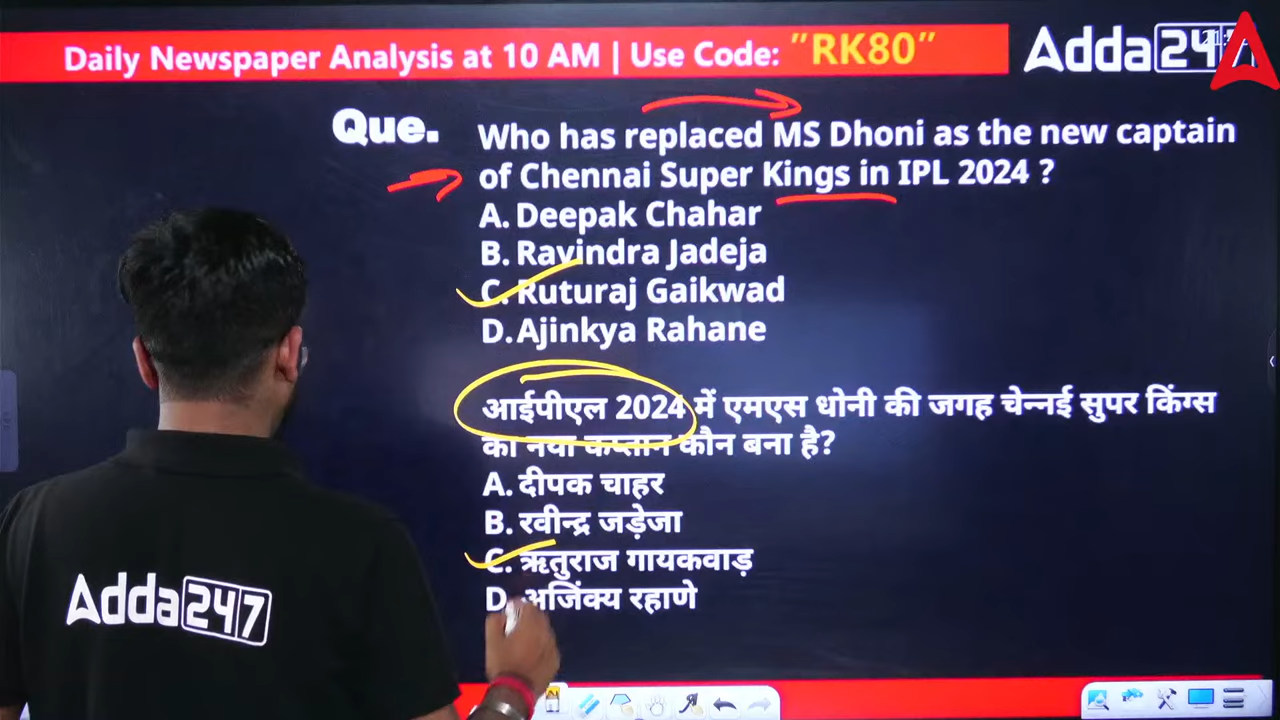 Daily Newspaper Analysis at 10 AM | Use Code: "RK80"
Adda247
Que. Who has replaced MS Dhoni as the new captain
of Chennai Super Kings in IPL 2024 ?
A. Deepak Chahar
B. Ravindra Jadeja
C. Ruturaj Gaikwad
D. Ajinkya Rahane
आईपीएल 2024 में एमएस धोनी की जगह चेन्नई सुपर किंग्स
का नया कप्तान कौन बना है?
A. दीपक चाहर
B. रवीन्द्र जड़ेजा
C. ऋतुराज गायकवाड़
D. अजिंक्य रहाणे
Adda247